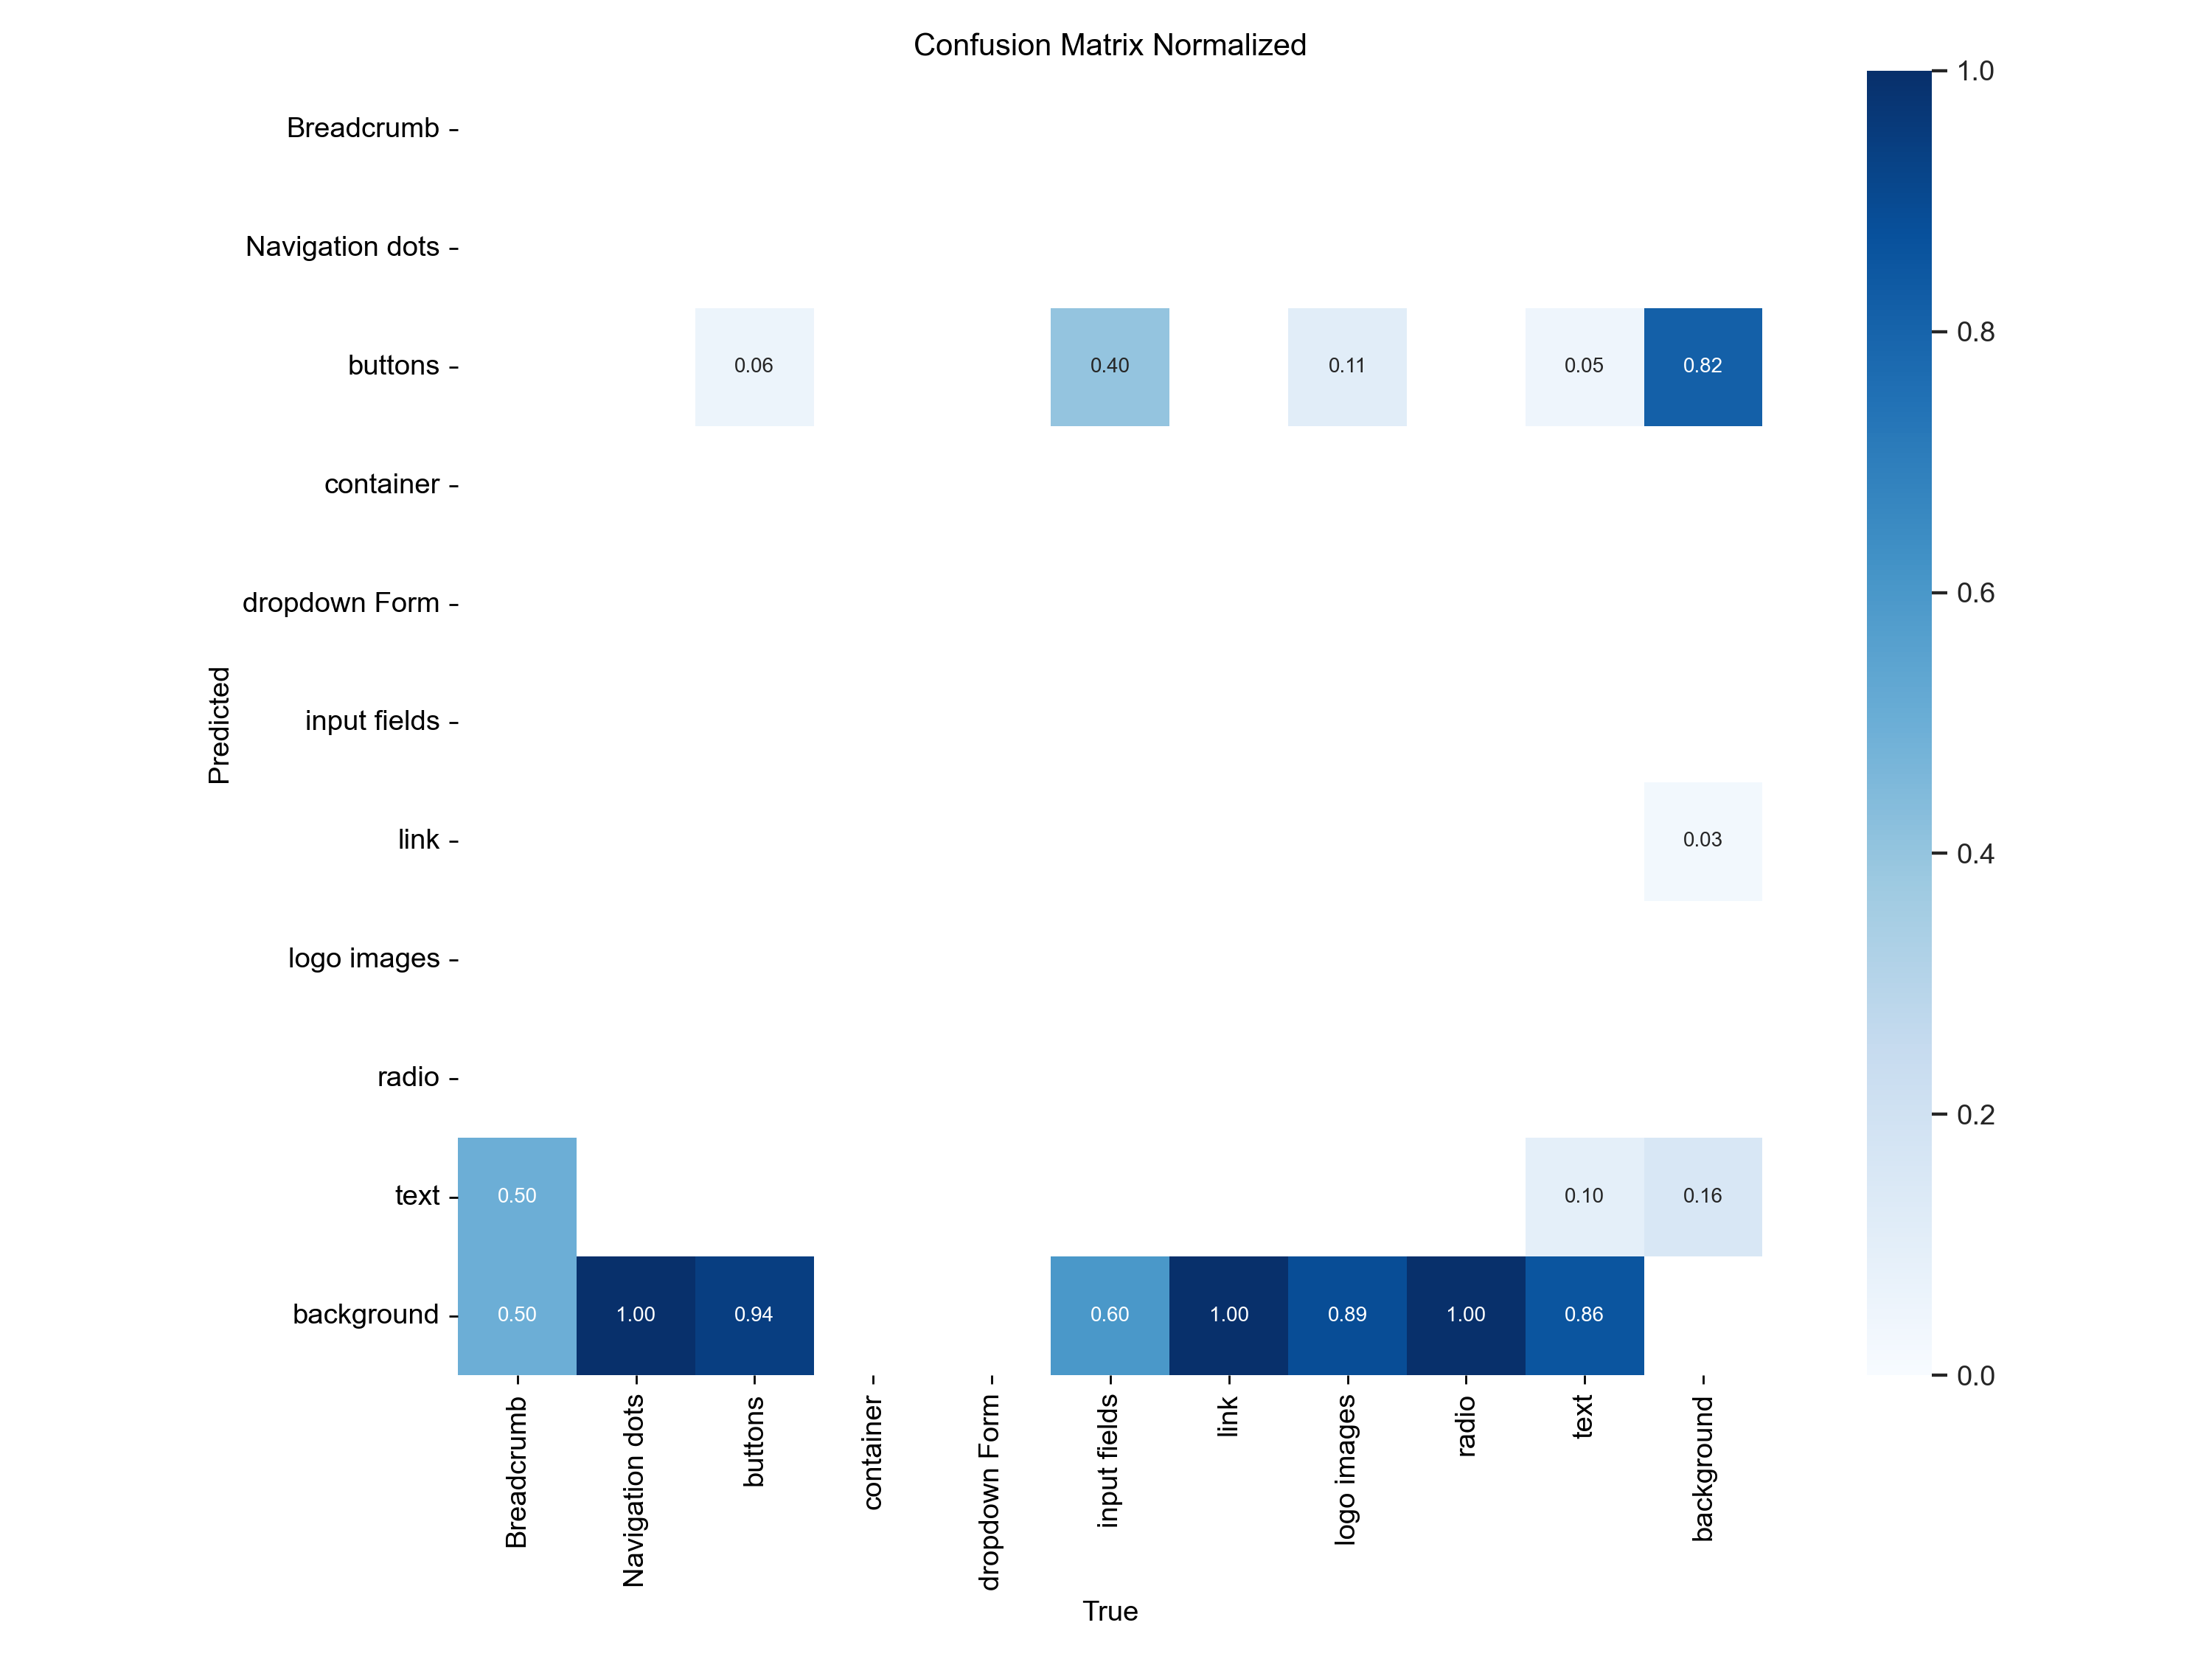 Confusion Matrix Normalized
1.0
Breadcrumb
Navigation dots
buttons
0.06
0.40
0.11
0.05
0.82
0.8
container
dropdown Form
0.6
Predicted
input fields
link
0.03
0.4
logo images
radio
0.2
text
0.50
0.10
0.16
background
0.50
1.00
0.94
0.60
1.00
0.89
1.00
0.86
0.0
Breadcrumb
Navigation dots
buttons
container
dropdown Form
input fields
link
logo images
radio
text
background
True